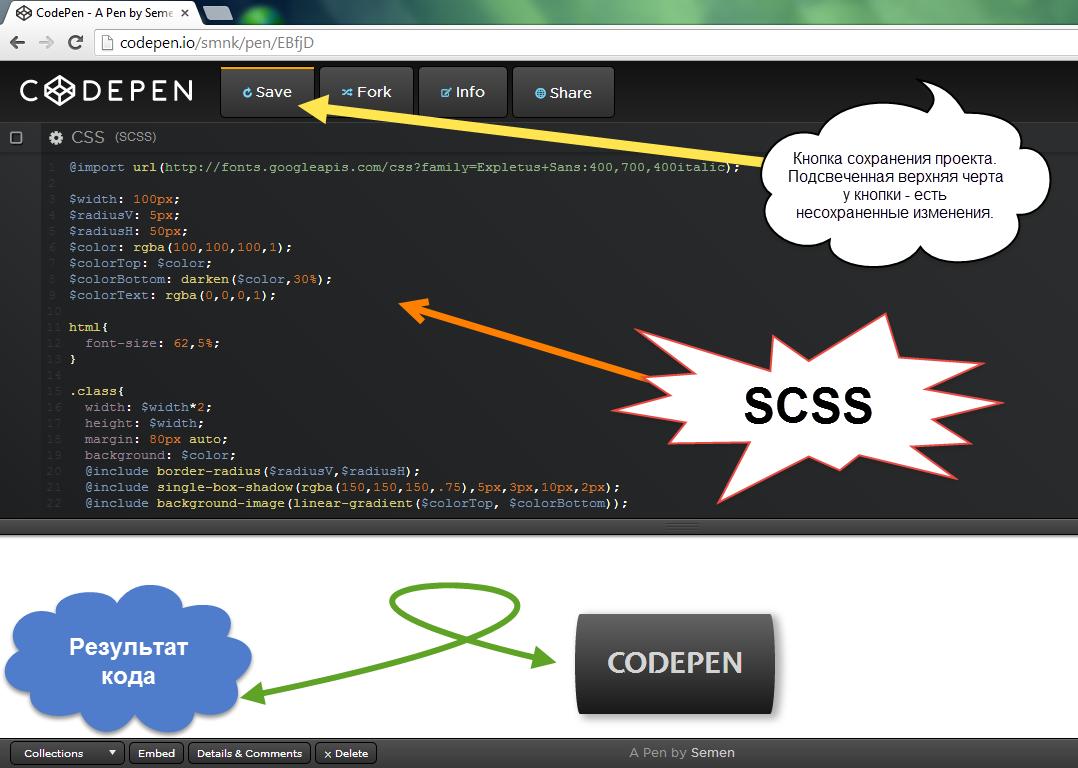 CodePen - A Pen by Seme
codepen.io/smnk/pen/EBfjD
CODEPEN
Save
Fork
Info
Share
CSS (SCSS)
Кнопка сохранения проекта.
Подсвеченная верхняя черта
у кнопки - есть
несохраненные изменения.
1 @import url(http://fonts.googleapis.com/css?family=Expletus+Sans:400,700,400italic);
2
3 $width: 100px;
4 $radiusV: 5px;
5 $radiusH: 50px;
6 $color: rgba(100,100,100,1);
7 $colorTop: $color;
8 $colorBottom: darken($color,30%);
9 $colorText: rgba(0,0,0,1);
10
11 html{
12 font-size: 62,5%;
13 }
14
15 .class{
16 width: $width*2;
17 height: $width;
18 margin: 80px auto;
19 background: $color;
20 @include border-radius($radiusV,$radiusH);
21 @include single-box-shadow(rgba(150,150,150,.75),5px,3px,10px,2px);
22 @include background-image(linear-gradient($colorTop, $colorBottom));
SCSS
Результат
кода
CODEPEN
Collections
Embed
Details & Comments
x Delete
A Pen by Semen